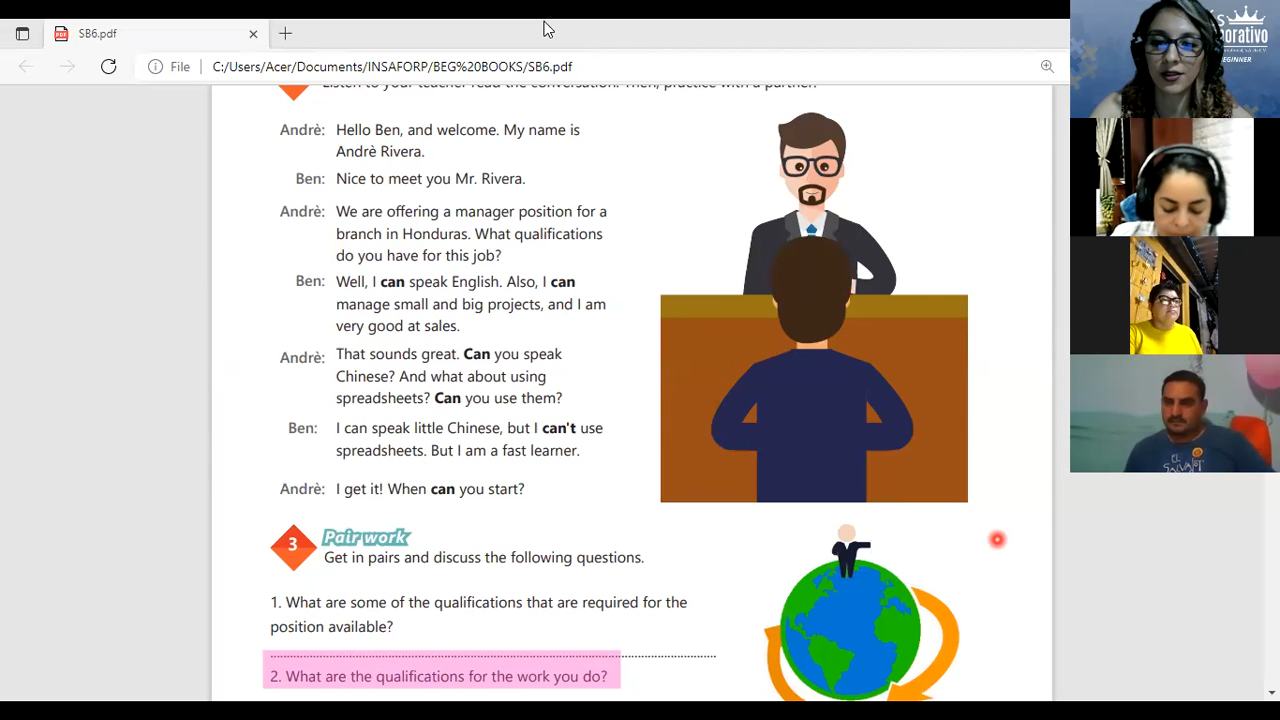 SB6.pdf
File C:/Users/Acer/Documents/INSAFORP/BEG%20BOOKS/SB6.pdf
Listen to your teacher read the conversation. Then, practice with a partner.
Andrè: Hello Ben, and welcome. My name is
Andrè Rivera.
Ben: Nice to meet you Mr. Rivera.
Andrè: We are offering a manager position for a
branch in Honduras. What qualifications
do you have for this job?
Ben: Well, I can speak English. Also, I can
manage small and big projects, and I am
very good at sales.
Andrè: That sounds great. Can you speak
Chinese? And what about using
spreadsheets? Can you use them?
Ben: I can speak little Chinese, but I can't use
spreadsheets. But I am a fast learner.
Andrè: I get it! When can you start?
3 Pair work
Get in pairs and discuss the following questions.
1. What are some of the qualifications that are required for the
position available?
2. What are the qualifications for the work you do?
EL